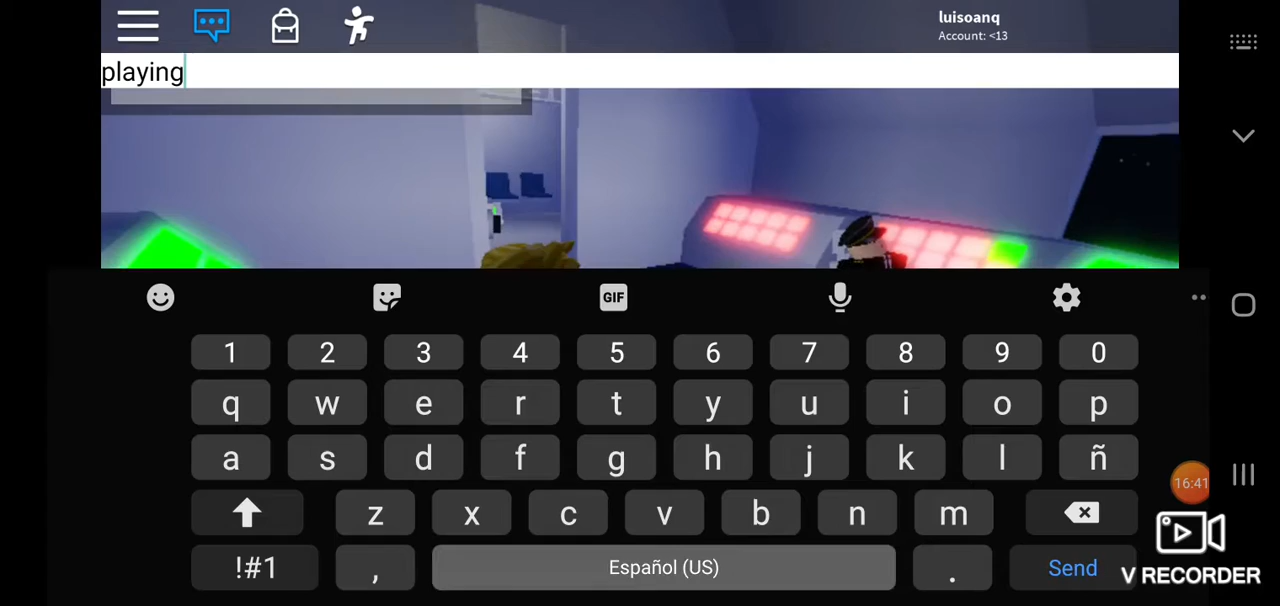 luisoanq
Account: <13
playing
GIF
1 2 3 4 5 6 7 8 9 0
q w e r t y u i o p
a s d f g h j k l ñ
16:41
z x c v b n m
!#1 , Español (US) . Send
V RECORDER